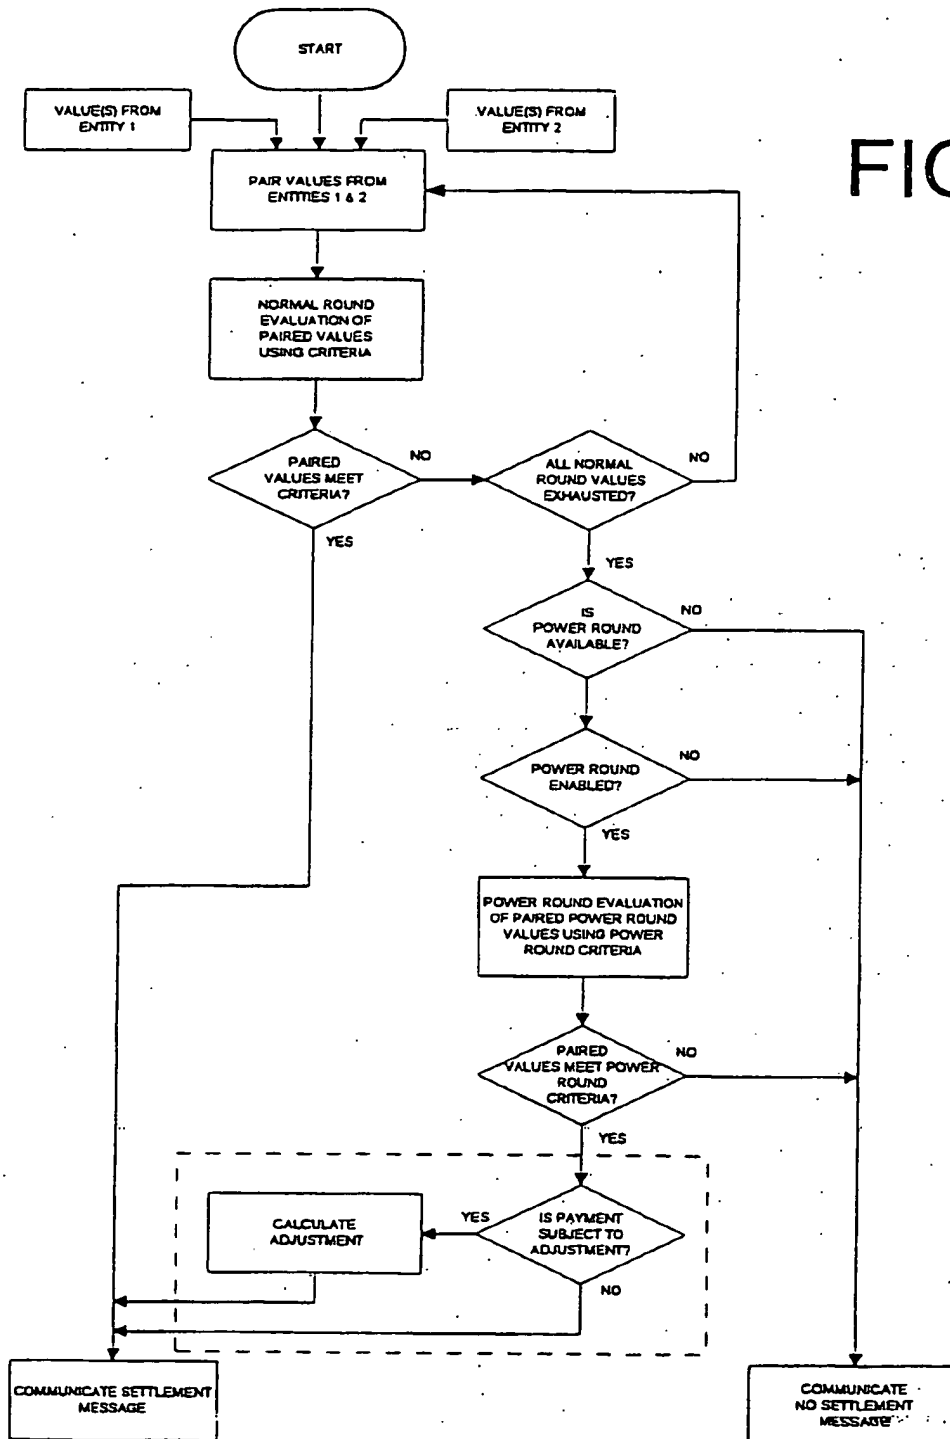 START
VALUE(S) FROM
ENTITY 1
VALUE(S) FROM
ENTITY 2
FIG
PAIR VALUES FROM
ENTITIES 1 & 2
NORMAL ROUND
EVALUATION OF
PAIRED VALUES
USING CRITERIA
PAIRED
VALUES MEET
CRITERIA?
NO
ALL NORMAL
ROUND VALUES
EXHAUSTED?
NO
YES
YES
IS
POWER ROUND
AVAILABLE?
NO
POWER ROUND
ENABLED?
NO
YES
POWER ROUND EVALUATION
OF PAIRED POWER ROUND
VALUES USING POWER
ROUND CRITERIA
PAIRED
VALUES MEET POWER
ROUND
CRITERIA?
NO
YES
CALCULATE
ADJUSTMENT
YES
IS PAYMENT
SUBJECT TO
ADJUSTMENT?
NO
COMMUNICATE SETTLEMENT
MESSAGE
COMMUNICATE
NO SETTLEMENT
MESSAGE